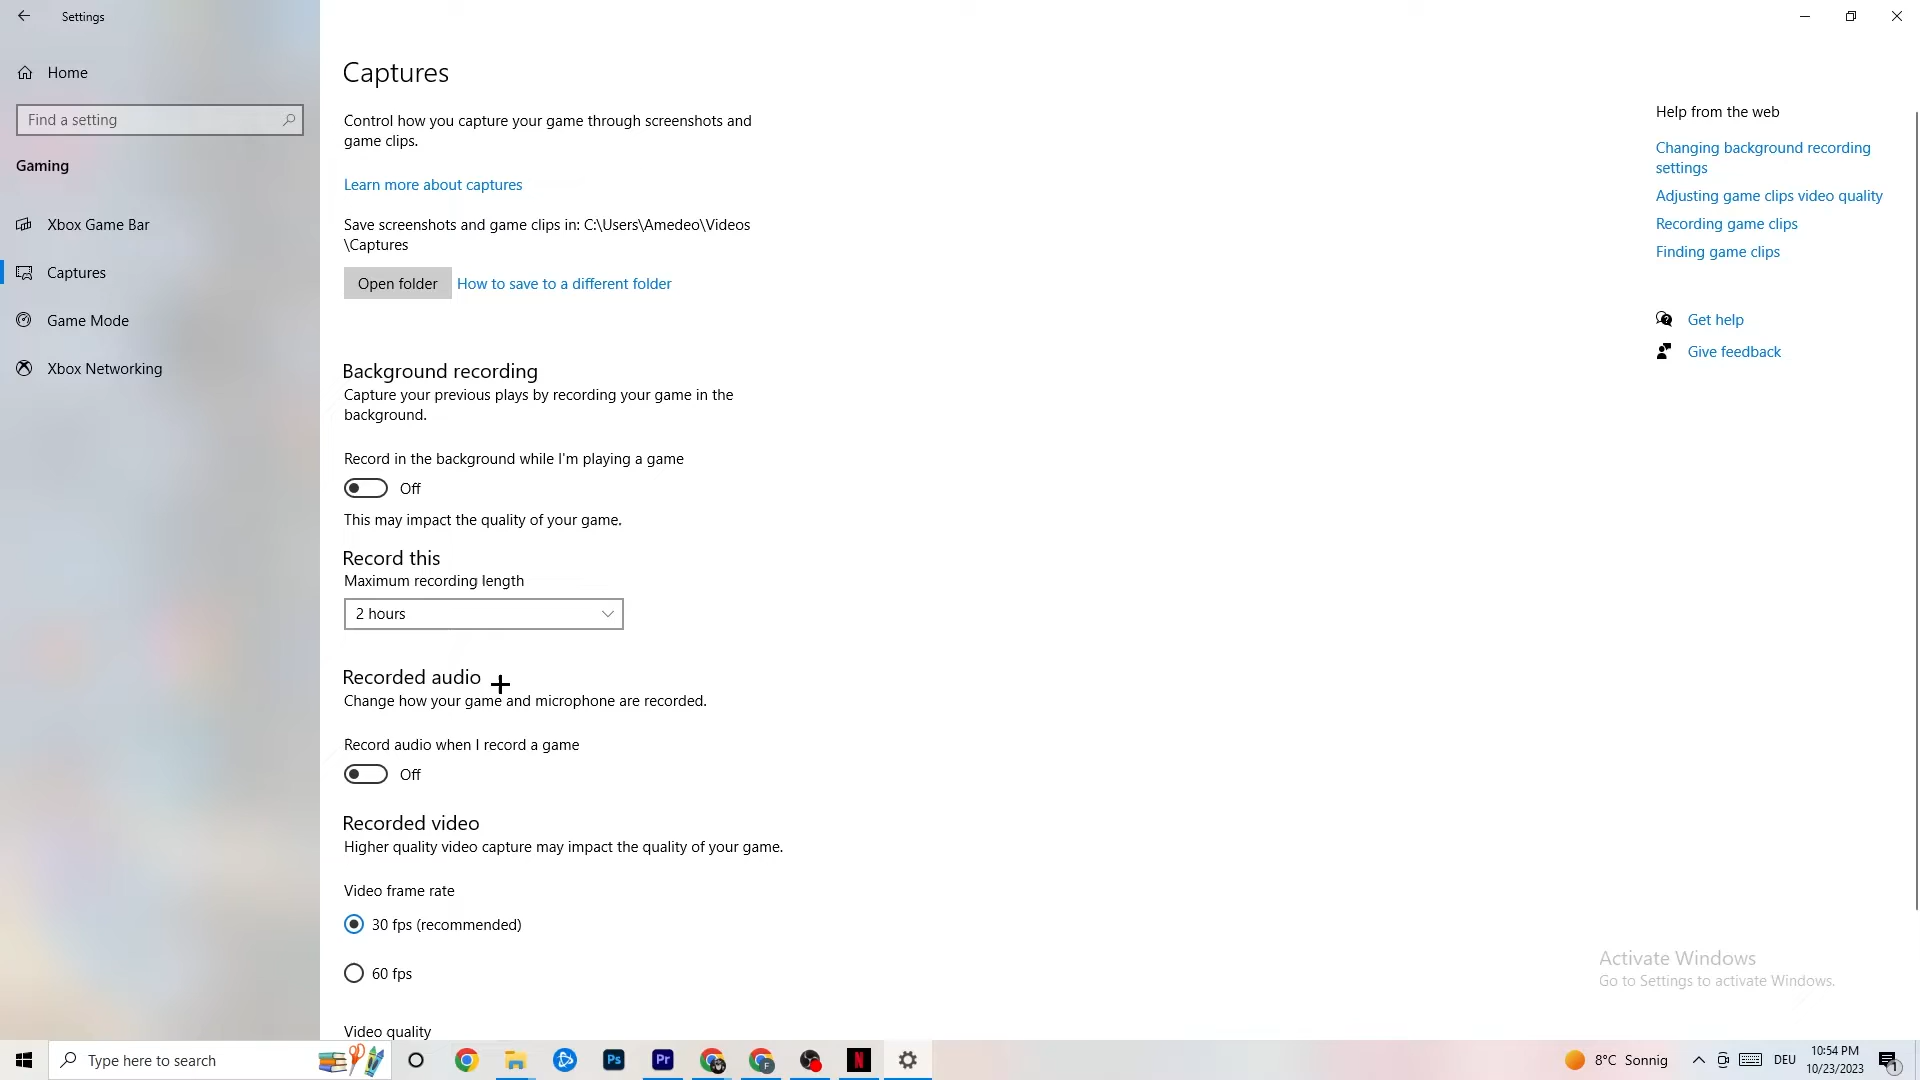 Settings
Home
Find a setting
Gaming
Xbox Game Bar
Captures
Game Mode
Xbox Networking
Captures
Control how you capture your game through screenshots and
game clips.
Learn more about captures
Save screenshots and game clips in: C:\Users\Amedeo\Videos
\Captures
Open folder
How to save to a different folder
Background recording
Capture your previous plays by recording your game in the
background.
Record in the background while I'm playing a game
Off
This may impact the quality of your game.
Record this
Maximum recording length
2 hours
Recorded audio
Change how your game and microphone are recorded.
Record audio when I record a game
Off
Recorded video
Higher quality video capture may impact the quality of your game.
Video frame rate
30 fps (recommended)
60 fps
Video quality
Help from the web
Changing background recording
settings
Adjusting game clips video quality
Recording game clips
Finding game clips
Get help
Give feedback
Activate Windows
Go to Settings to activate Windows.
Type here to search
Ps
Pr
F
N
8°C Sonnig
DEU
10:54 PM
10/23/2023
1